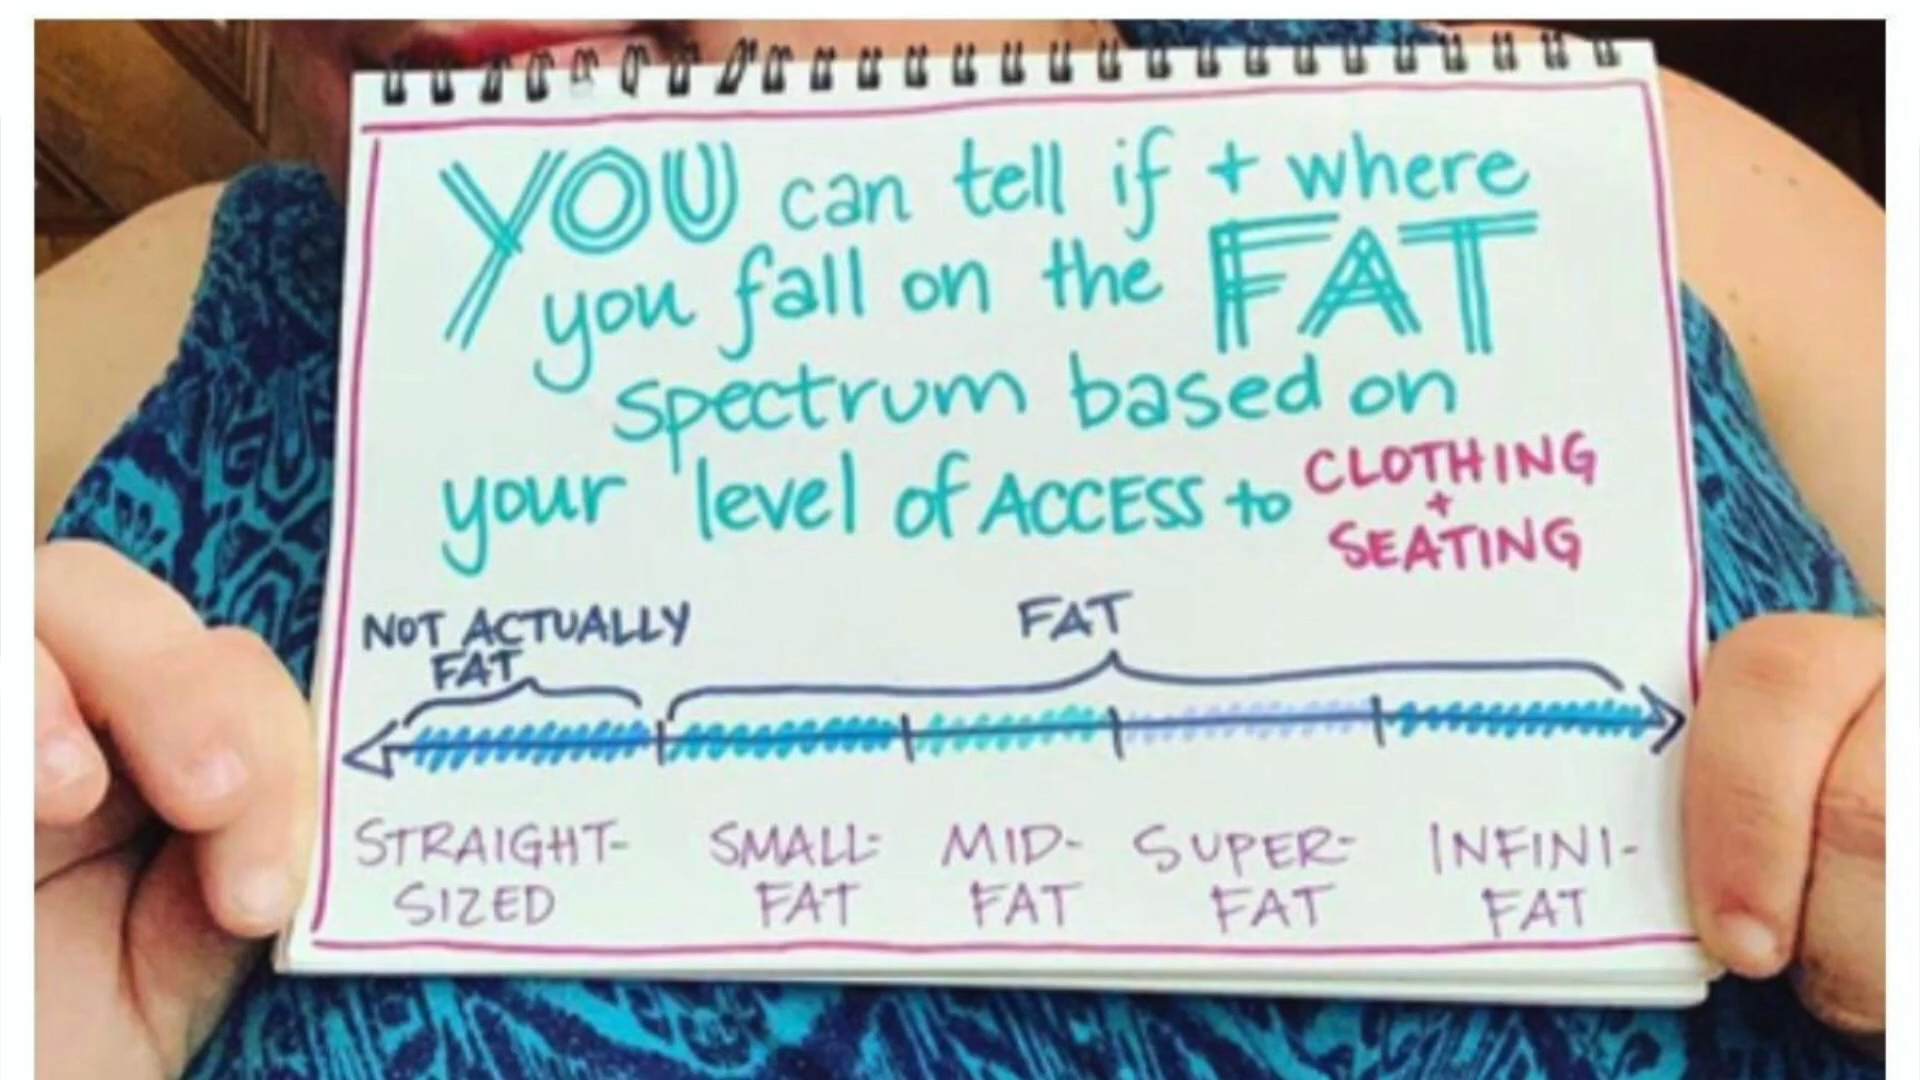 YOU can tell if + where
you fall on the FAT
spectrum based on
your level of ACCESS to CLOTHING
+
SEATING
NOT ACTUALLY
FAT
FAT
STRAIGHT-
SIZED
SMALL-
FAT
MID-
FAT
SUPER-
FAT
INFINI-
FAT